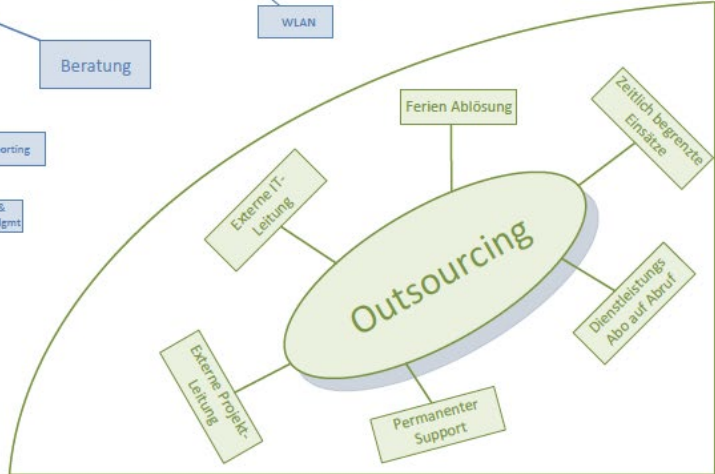 WLAN
Beratung
orting
&
Mgmt
Ferien Ablösung
Zeitlich begrenzte
Einsätze
Externe IT-
Leitung
Outsourcing
Dienstleistungs
Abo auf Abruf
Externe Projekt-
Leitung
Permanenter
Support